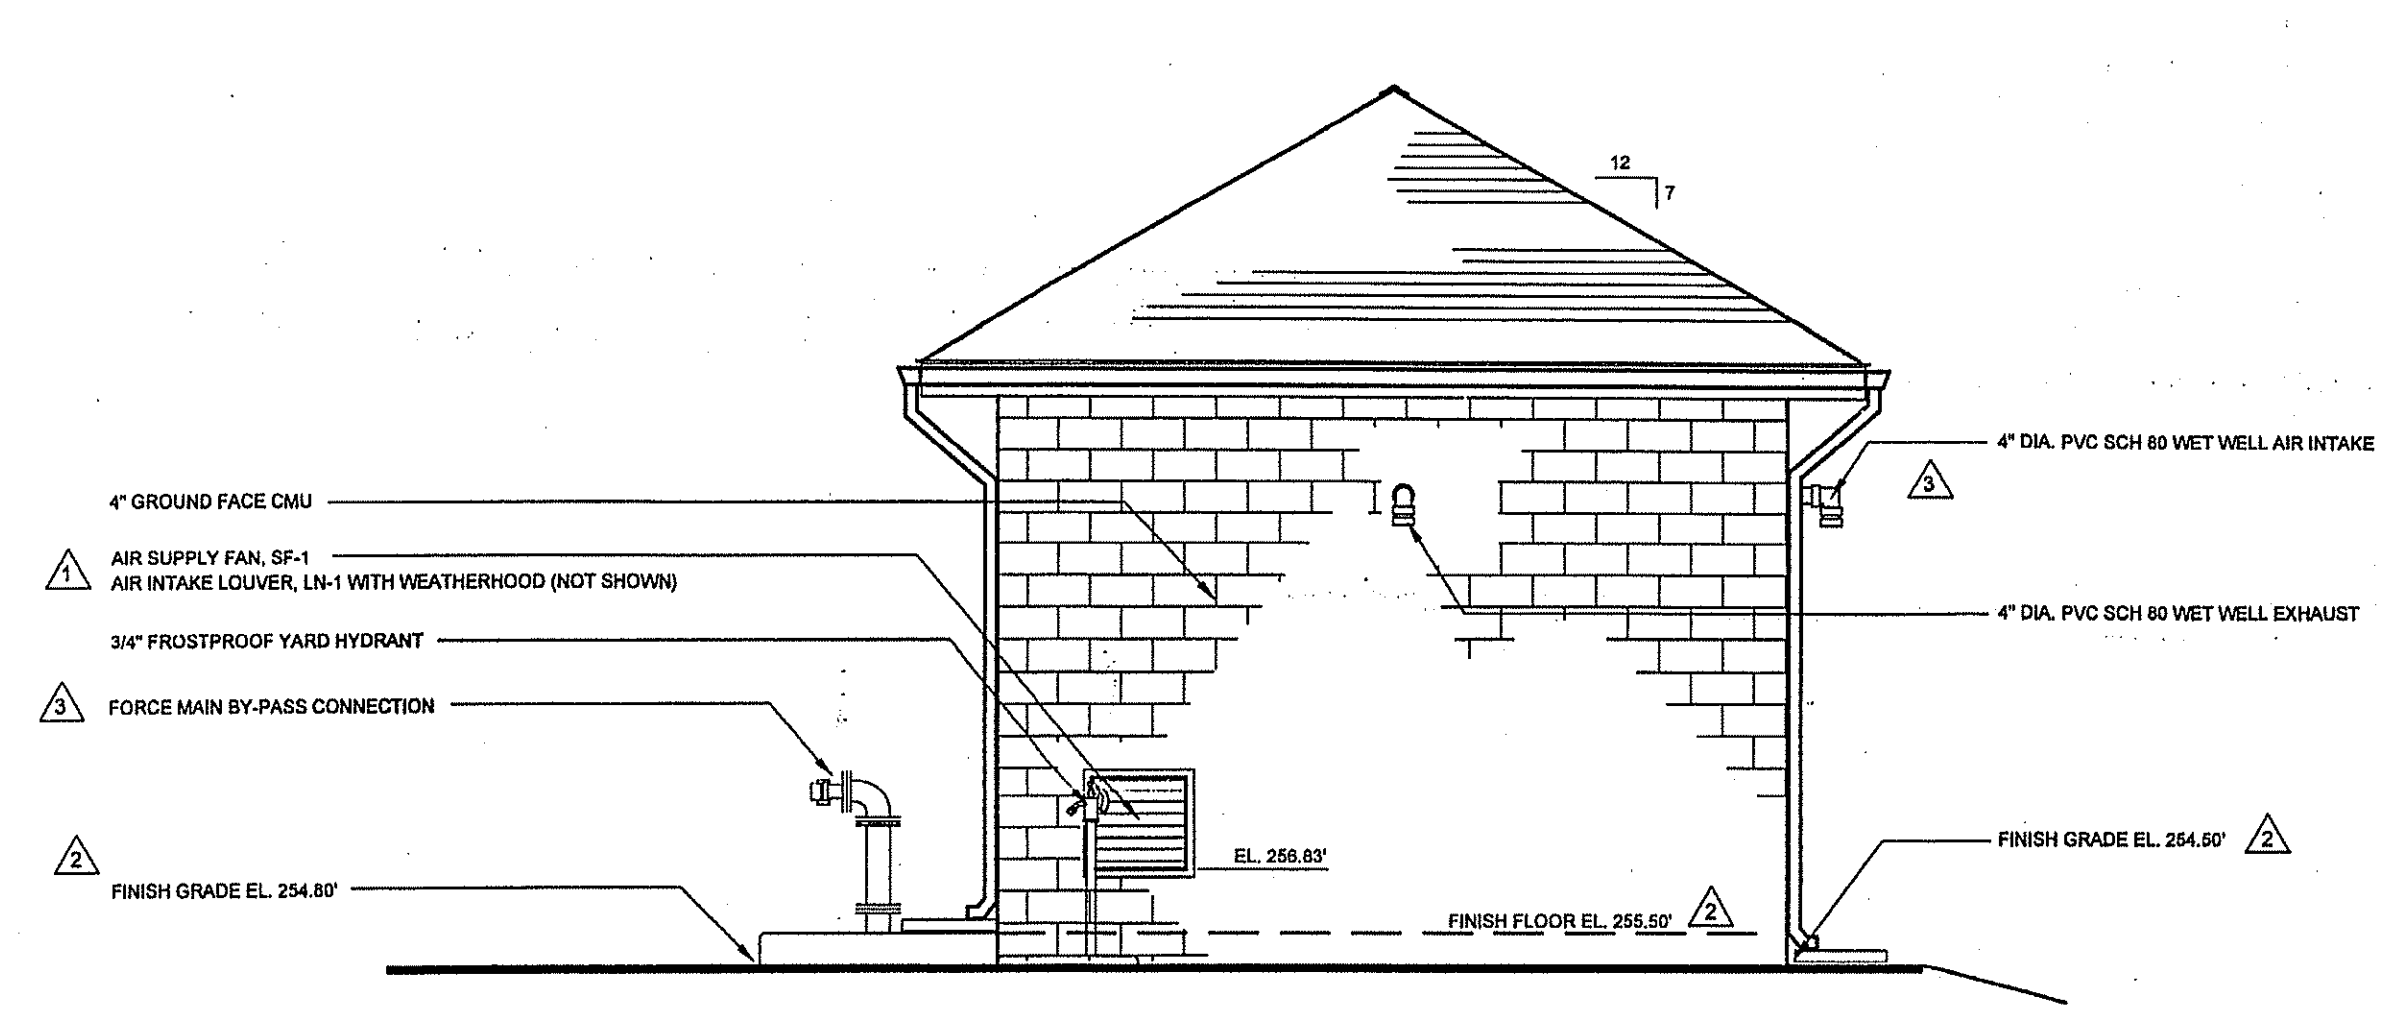 12
7
4" DIA. PVC SCH 80 WET WELL AIR INTAKE
3
4" GROUND FACE CMU
1
AIR SUPPLY FAN, SF-1
AIR INTAKE LOUVER, LN-1 WITH WEATHERHOOD (NOT SHOWN)
4" DIA. PVC SCH 80 WET WELL EXHAUST
3/4" FROSTPROOF YARD HYDRANT
3
FORCE MAIN BY-PASS CONNECTION
FINISH GRADE EL. 254.50'
2
2
EL. 256.83'
FINISH GRADE EL. 254.80'
FINISH FLOOR EL. 255.50'
2